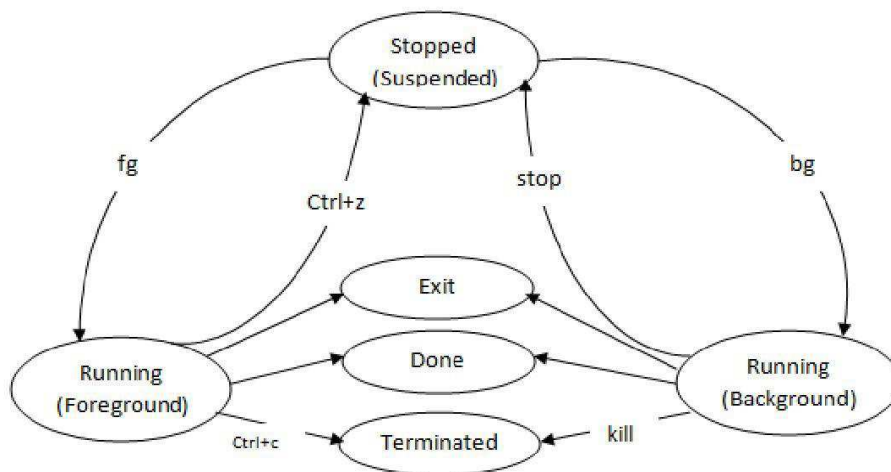 Stopped
(Suspended)
fg
Ctrl+z
stop
bg
Exit
Running
(Foreground)
Done
Running
(Background)
Ctrl+c
Terminated
kill